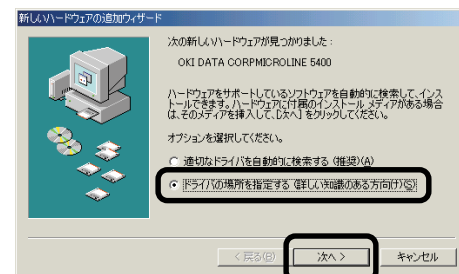 新しいハードウェアの追加ウィザード
次の新しいハードウェアが見つかりました：
OKI DATA CORPMICROLINE 5400
ハードウェアをサポートしているソフトウェアを自動的に検索して、インス
トールできます。ハードウェアに付属のインストール メディアがある場合
は、そのメディアを挿入して、[次へ] をクリックしてください。
オプションを選択してください。
適切なドライバを自動的に検索する (推奨)(A)
ドライバの場所を指定する (詳しい知識のある方向け)(S)
< 戻る(B)
次へ >
キャンセル